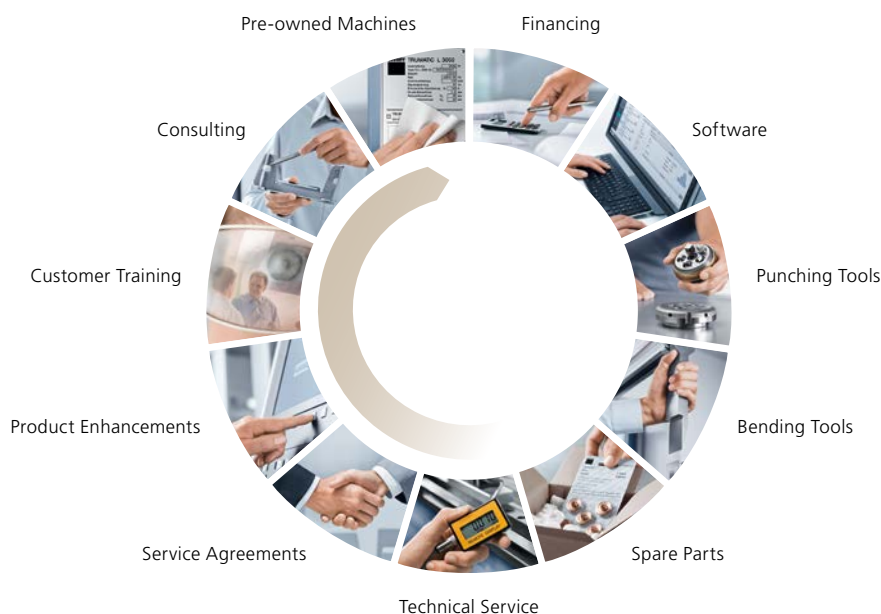 Pre-owned Machines
Financing
Consulting
Software
TRUMATIC L 3050
Customer Training
Punching Tools
Product Enhancements
Bending Tools
Service Agreements
Spare Parts
Technical Service